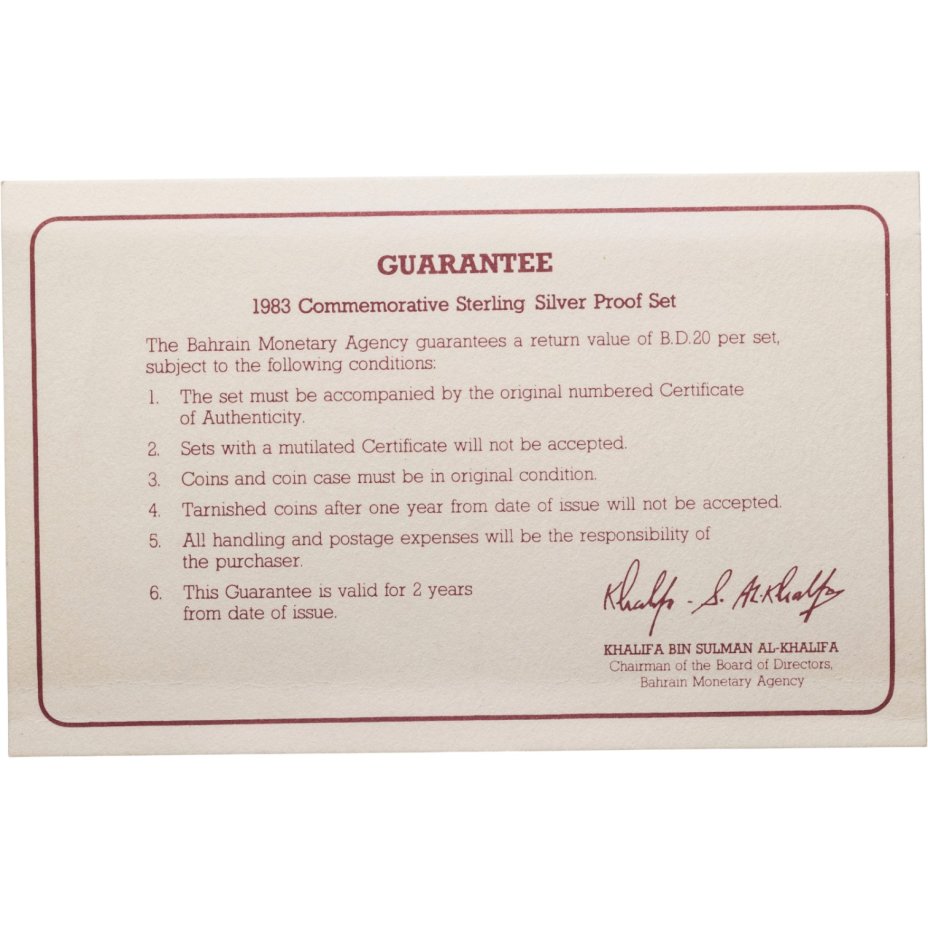 GUARANTEE
1983 Commemorative Sterling Silver Proof Set
The Bahrain Monetary Agency guarantees a return value of B.D.20 per set,
subject to the following conditions:
1. The set must be accompanied by the original numbered Certificate
of Authenticity.
2. Sets with a mutilated Certificate will not be accepted.
3. Coins and coin case must be in original condition.
4. Tarnished coins after one year from date of issue will not be accepted.
5. All handling and postage expenses will be the responsibility of
the purchaser.
6. This Guarantee is valid for 2 years
from date of issue.
Khalifa - S. Al-Khalifa
KHALIFA BIN SULMAN AL-KHALIFA
Chairman of the Board of Directors,
Bahrain Monetary Agency